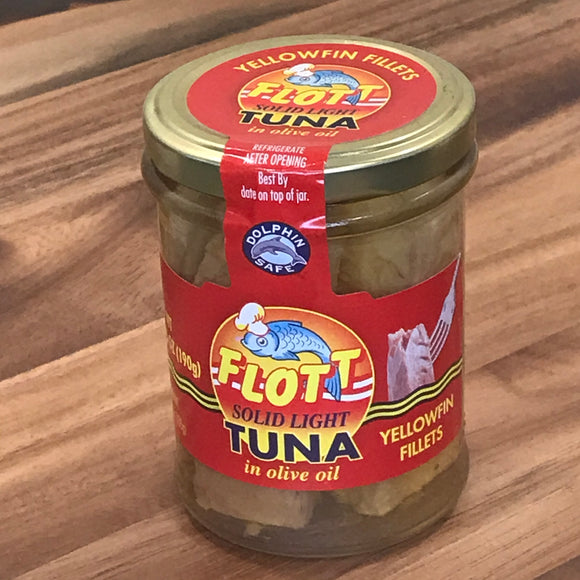 YELLOWFIN FILLETS
FLOTT
SOLID LIGHT
TUNA
in olive oil
REFRIGERATE
AFTER OPENING
Best By
date on top of jar.
DOLPHIN
SAFE
(190g)
FLOTT
SOLID LIGHT
TUNA
in olive oil
YELLOWFIN
FILLETS